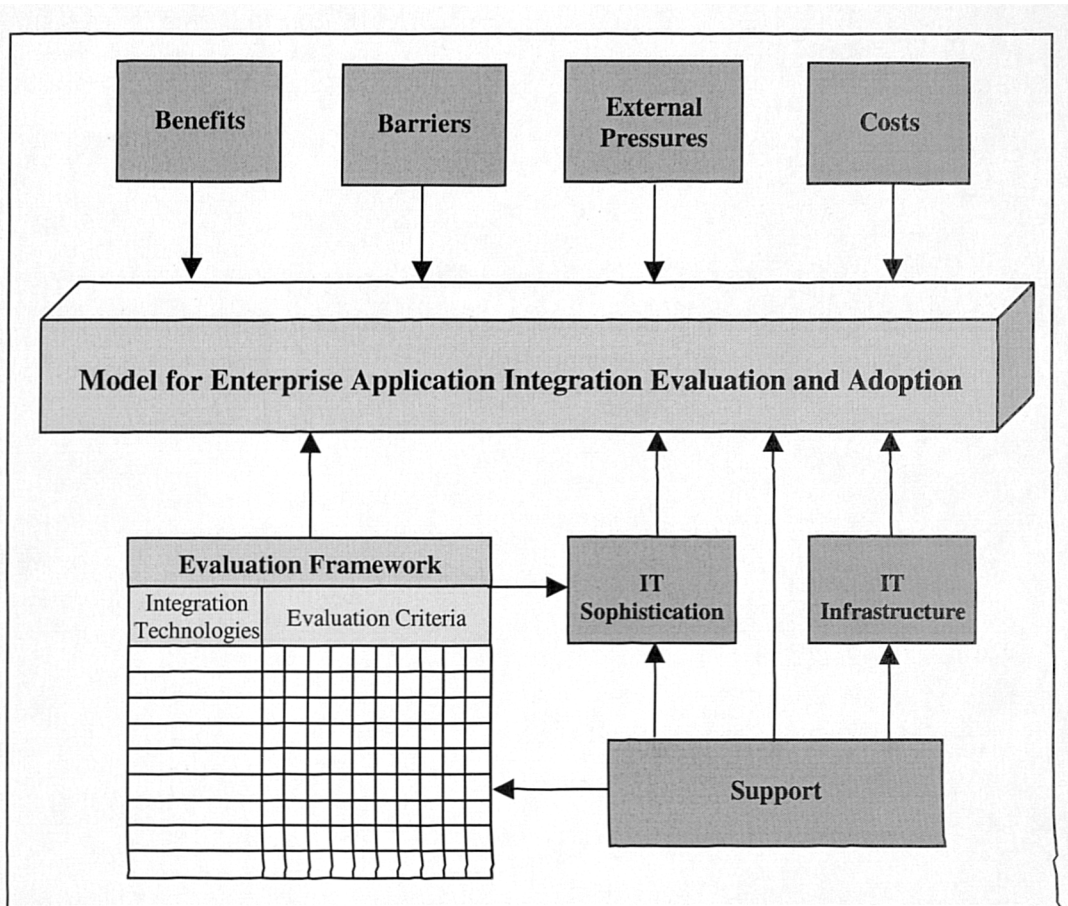 Benefits
Barriers
External
Pressures
Costs
Model for Enterprise Application Integration Evaluation and Adoption
Evaluation Framework
Integration
Technologies
Evaluation Criteria
IT
Sophistication
IT
Infrastructure
Support